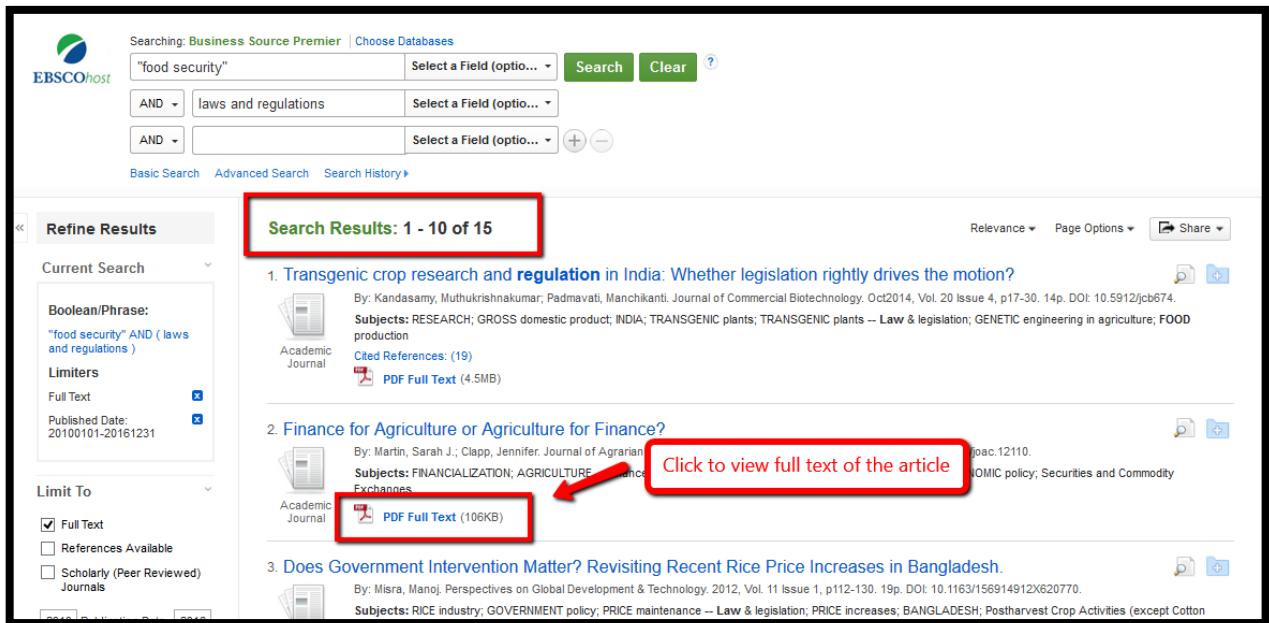 Searching: Business Source Premier | Choose Databases
EBSCOhost
"food security" Select a Field (optio... Search Clear ?
AND laws and regulations Select a Field (optio...
AND Select a Field (optio...
Basic Search Advanced Search Search History
« Refine Results
Current Search
Boolean/Phrase:
"food security" AND ( laws
and regulations )
Limiters
Full Text
Published Date:
20100101-20161231
Limit To
Full Text
References Available
Scholarly (Peer Reviewed)
Journals
Search Results: 1 - 10 of 15
Relevance Page Options Share
1. Transgenic crop research and regulation in India: Whether legislation rightly drives the motion?
By: Kandasamy, Muthukrishnakumar; Padmavati, Manchikanti. Journal of Commercial Biotechnology. Oct2014, Vol. 20 Issue 4, p17-30. 14p. DOI: 10.5912/jcb674.
Subjects: RESEARCH; GROSS domestic product; INDIA; TRANSGENIC plants; TRANSGENIC plants -- Law & legislation; GENETIC engineering in agriculture; FOOD
production
Academic
Journal
Cited References: (19)
PDF Full Text (4.5MB)
2. Finance for Agriculture or Agriculture for Finance?
By: Martin, Sarah J.; Clapp, Jennifer. Journal of Agrarian joac.12110.
Click to view full text of the article
Subjects: FINANCIALIZATION; AGRICULTURE policy; Securities and Commodity
Exchanges
Academic
Journal
PDF Full Text (106KB)
3. Does Government Intervention Matter? Revisiting Recent Rice Price Increases in Bangladesh.
By: Misra, Manoj. Perspectives on Global Development & Technology. 2012, Vol. 11 Issue 1, p112-130. 19p. DOI: 10.1163/156914912X620770.
Subjects: RICE industry; GOVERNMENT policy; PRICE maintenance -- Law & legislation; PRICE increases; BANGLADESH; Postharvest Crop Activities (except Cotton